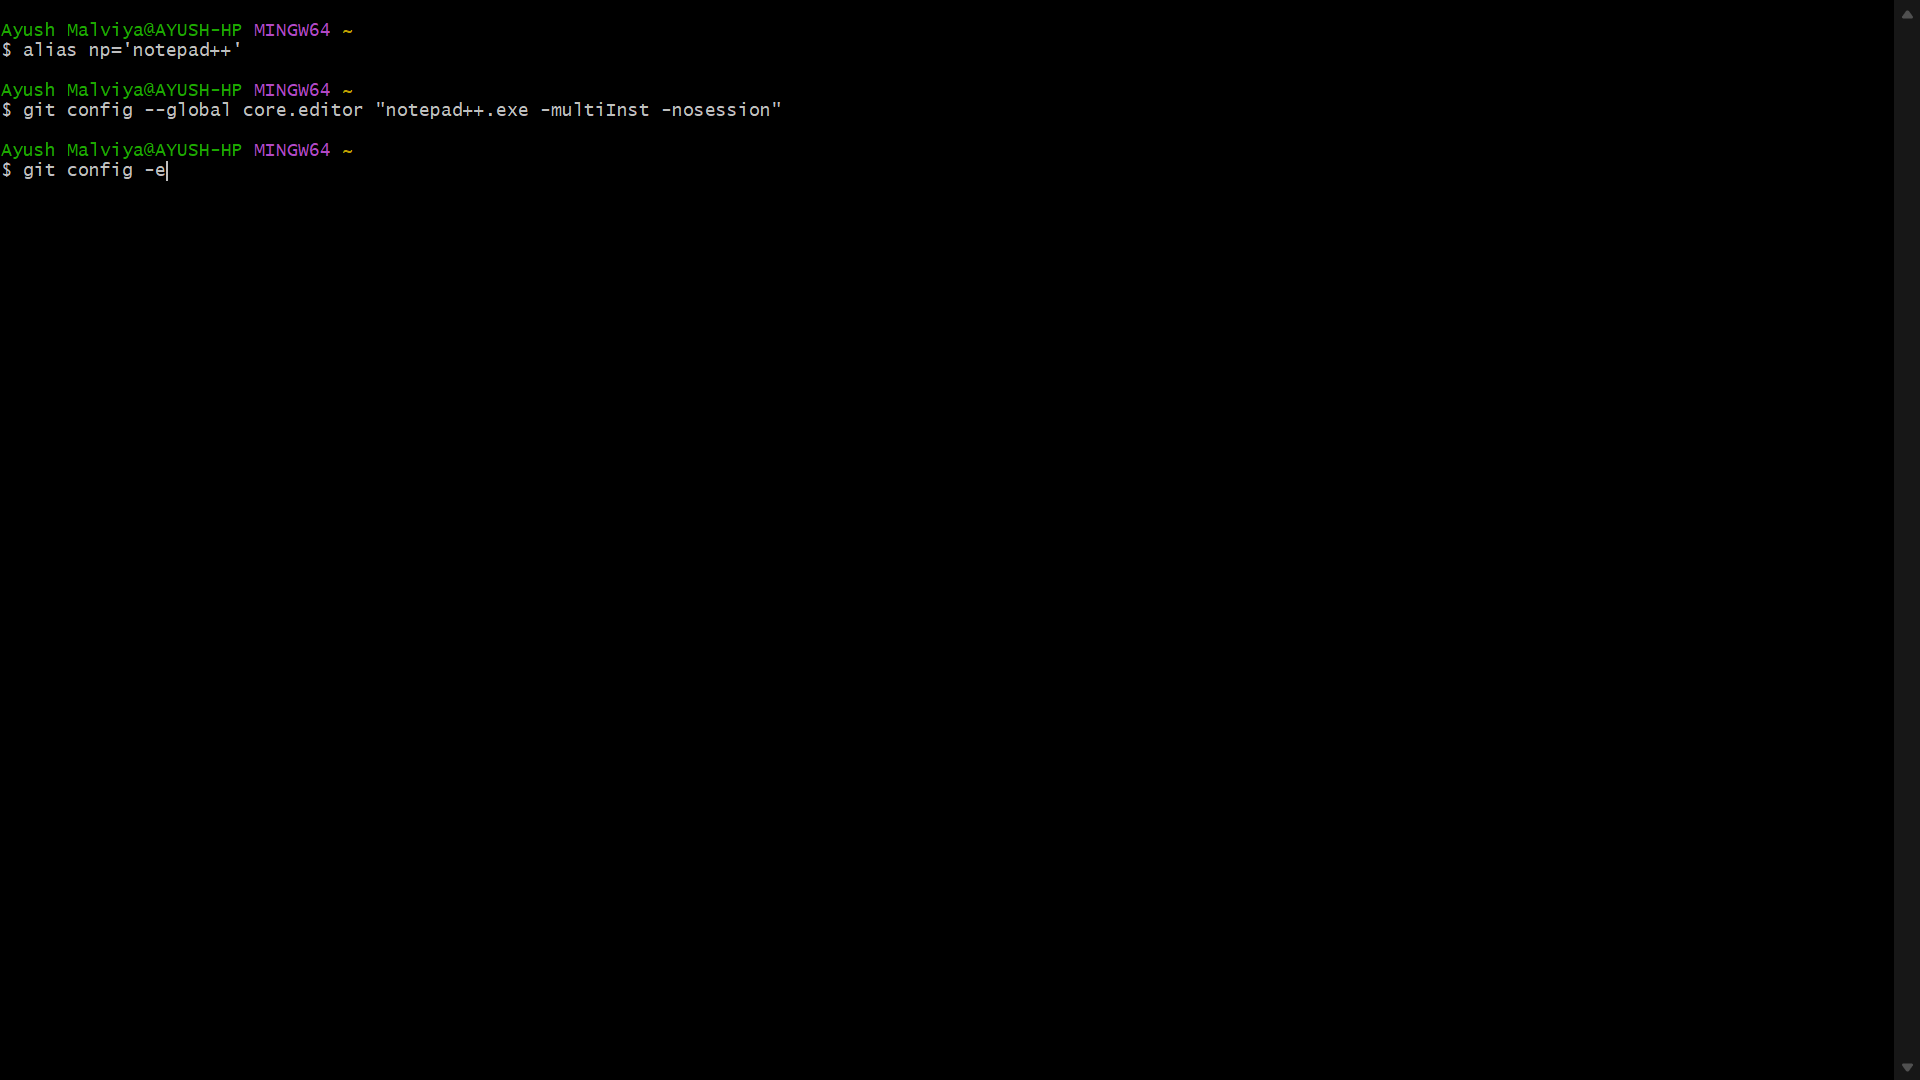 Ayush Malviya@AYUSH-HP MINGW64 ~
$ alias np='notepad++'
Ayush Malviya@AYUSH-HP MINGW64 ~
$ git config --global core.editor "notepad++.exe -multiInst -nosession"
Ayush Malviya@AYUSH-HP MINGW64 ~
$ git config -e